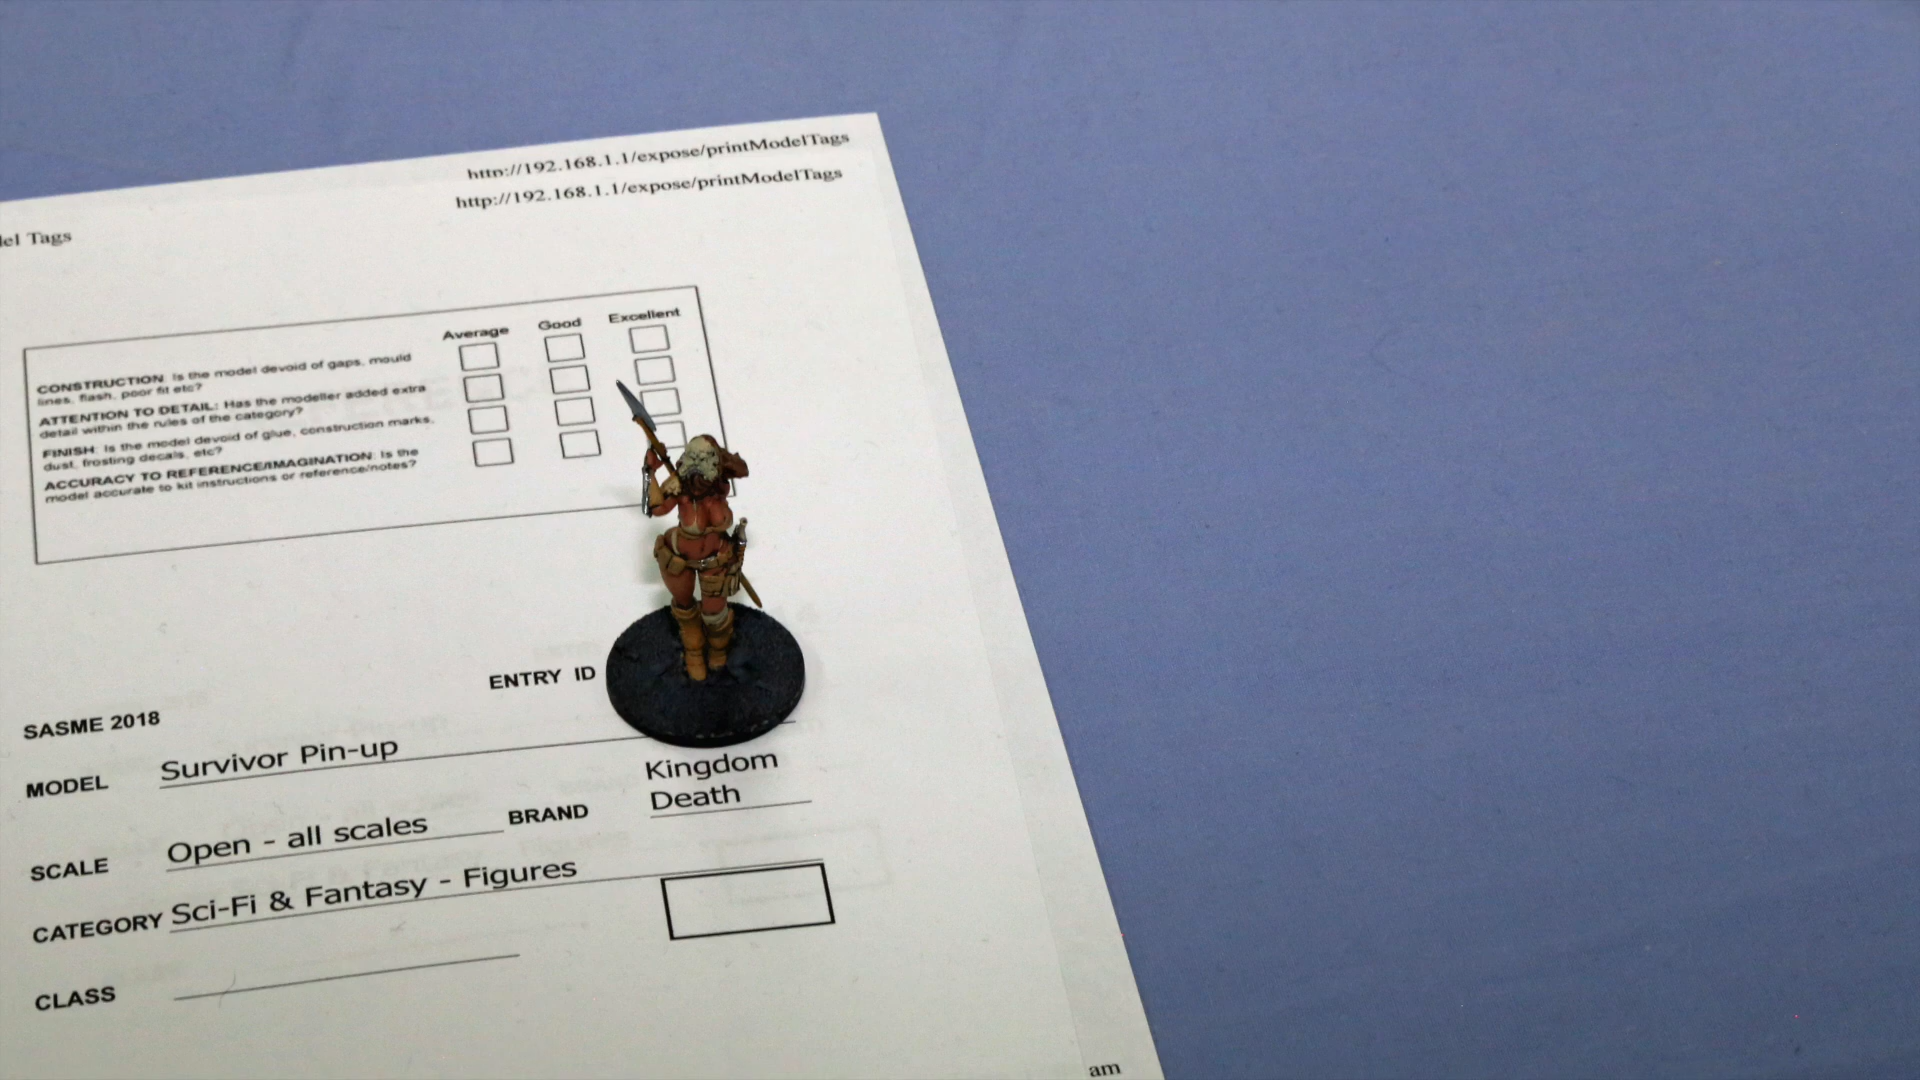 http://192.168.1.1/expose/printModelTags
http://192.168.1.1/expose/printModelTags
Tags
Average Good Excellent
CONSTRUCTION: Is the model devoid of gaps, mould
lines, flash, poor fit etc?
ATTENTION TO DETAIL: Has the modeller added extra
detail within the rules of the category?
FINISH: Is the model devoid of glue, construction marks,
dust, frosting decals, etc?
ACCURACY TO REFERENCE/IMAGINATION: Is the
model accurate to kit instructions or reference/notes?
ENTRY ID
SASME 2018
MODEL Survivor Pin-up
SCALE Open - all scales BRAND Kingdom
Death
CATEGORY Sci-Fi & Fantasy - Figures
CLASS
am